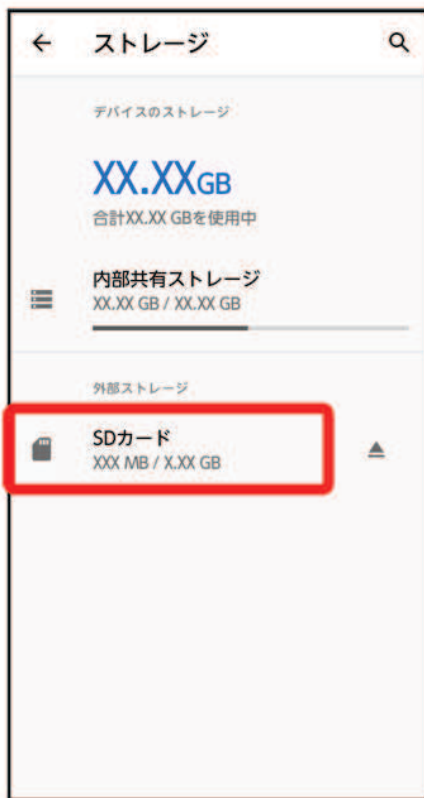 ストレージ
デバイスのストレージ
XX.XXGB
合計XX.XX GBを使用中
内部共有ストレージ
XX.XX GB / XX.XX GB
外部ストレージ
SDカード
XXX MB / X.XX GB